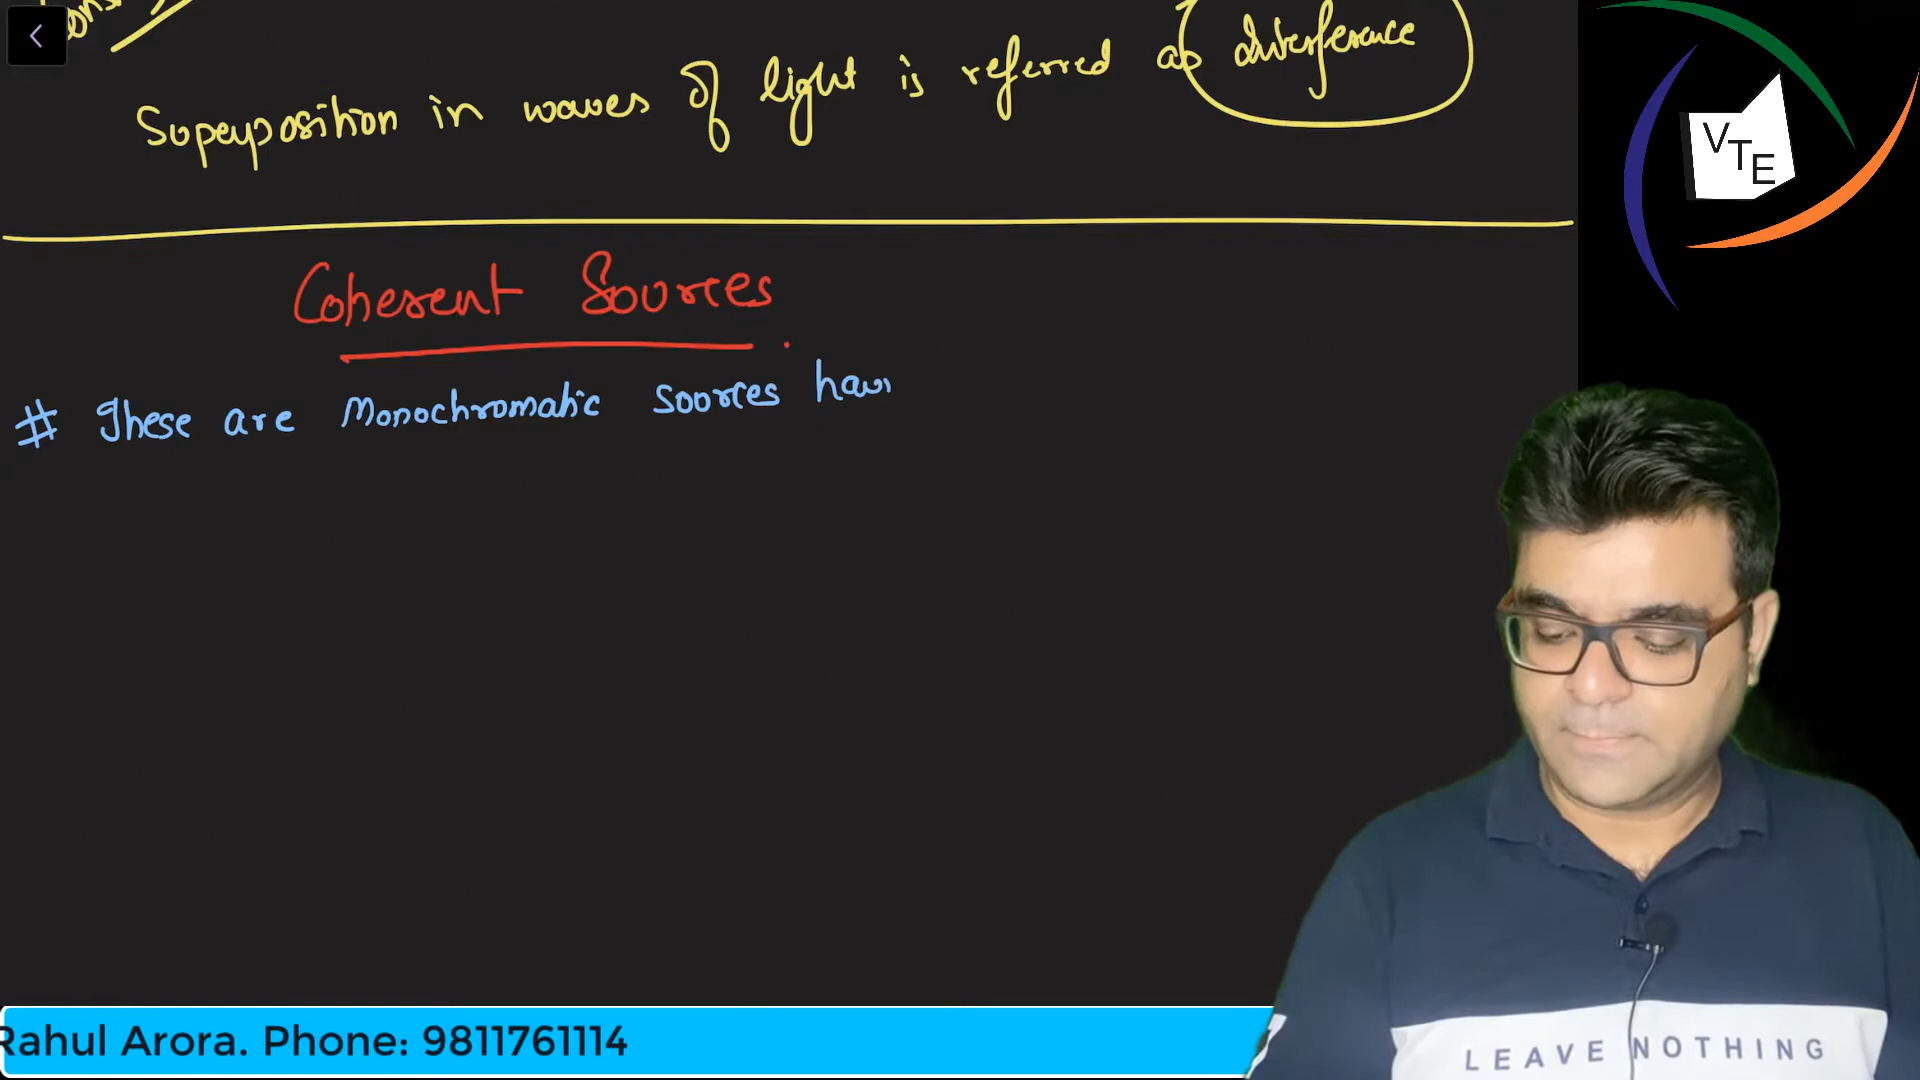 Superposition in waves of light is referred as Interference
VTE
Coherent Sources
# These are Monochromatic sources hav
Rahul Arora. Phone: 9811761114
LEAVE NOTHING